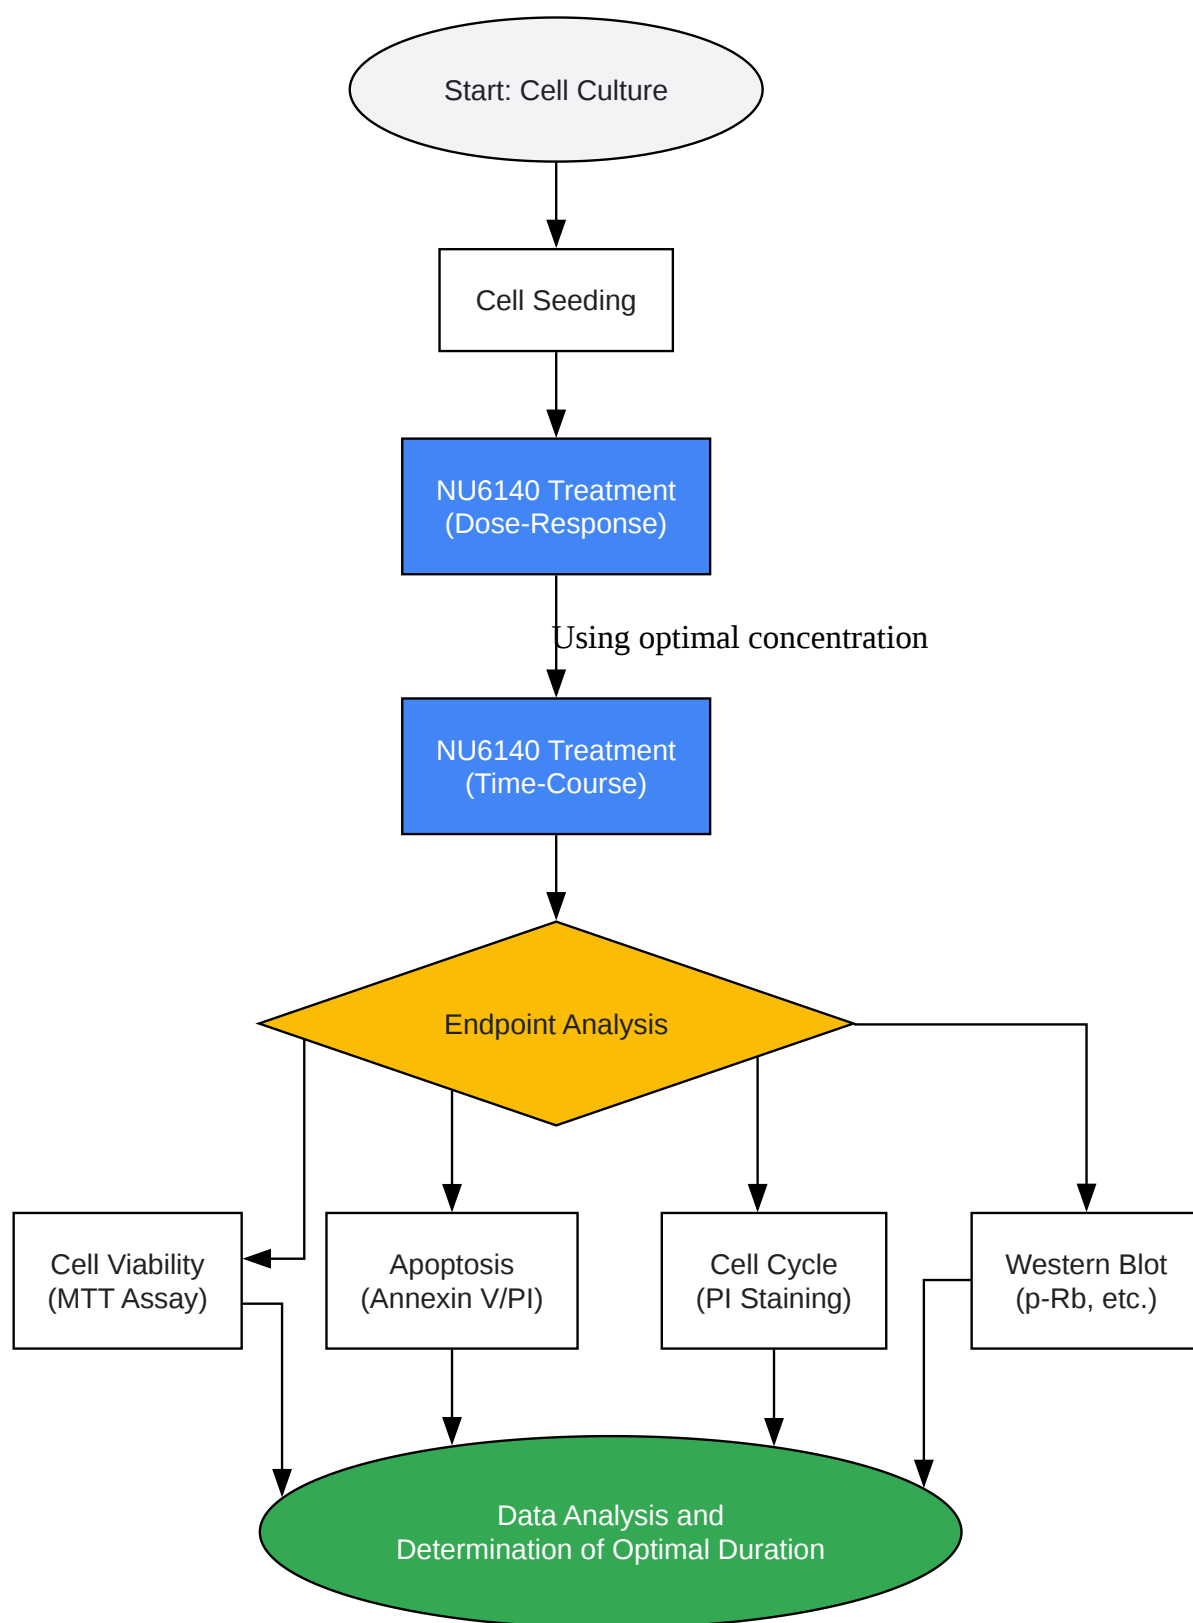 Start: Cell Culture
Cell Seeding
NU6140 Treatment
(Dose-Response)
Using optimal concentration
NU6140 Treatment
(Time-Course)
Endpoint Analysis
Cell Viability
(MTT Assay)
Apoptosis
(Annexin V/PI)
Cell Cycle
(PI Staining)
Western Blot
(p-Rb, etc.)
Data Analysis and
Determination of Optimal Duration